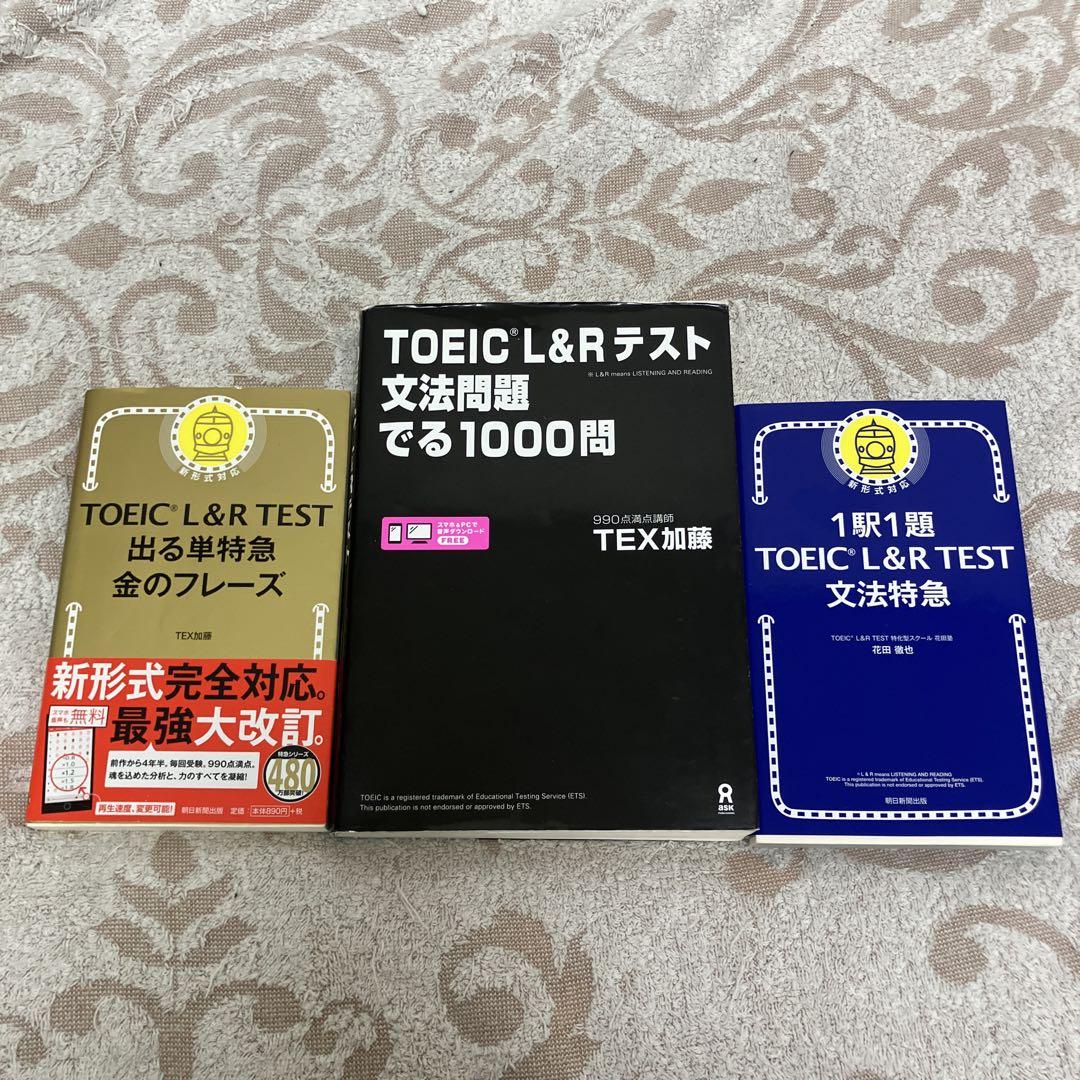 新形式対応
TOEIC® L & R TEST
出る単特急
金のフレーズ
TEX加藤
新形式完全対応。
スマホ
音声も
無料
最強大改訂。
×1.0
×1.2
×1.5
前作から4年半。毎回受験。990点満点。
魂を込めた分析と、力のすべてを凝縮!
特急シリーズ
480
万部突破!
再生速度、変更可能!
朝日新聞出版
定価:本体890円+税
TOEIC® L&Rテスト
※ L&R means LISTENING AND READING
文法問題
でる1000問
スマホ&PCで
音声ダウンロード
FREE
990点満点講師
TEX加藤
TOEIC is a registered trademark of Educational Testing Service (ETS).
This publication is not endorsed or approved by ETS.
ask
PUBLISHING
新形式対応
1駅1題
TOEIC® L & R TEST
文法特急
TOEIC® L&R TEST 特化型スクール 花田塾
花田 徹也
※L & R means LISTENING AND READING
TOEIC is a registered trademark of Educational Testing Service (ETS).
This publication is not endorsed or approved by ETS.
朝日新聞出版